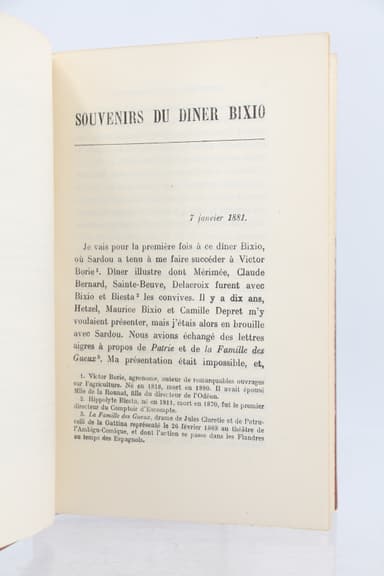 SOUVENIRS DU DINER BIXIO
7 janvier 1881.
Je vais pour la première fois à ce dîner Bixio,
où Sardou a tenu à me faire succéder à Victor
Borie¹. Dîner illustre dont Mérimée, Claude
Bernard, Sainte-Beuve, Delacroix furent avec
Bixio et Biesta² les convives. Il y a dix ans,
Hetzel, Maurice Bixio et Camille Depret m'y
voulaient présenter, mais j'étais alors en brouille
avec Sardou. Nous avions échangé des lettres
aigres à propos de Patrie et de la Famille des
Gueux³. Ma présentation était impossible, et,
1. Victor Borie, agronome, auteur de remarquables ouvrages
sur l'agriculture. Né en 1818, mort en 1880. Il avait épousé
Mlle de la Rounat, fille du directeur de l'Odéon.
2. Hippolyte Biesta, né en 1811, mort en 1870, fut le premier
directeur du Comptoir d'Escompte.
3. La Famille des Gueux, drame de Jules Claretie et de Petru-
celli de la Gattina représenté le 26 février 1869 au théâtre de
l'Ambigu-Comique, et dont l'action se passe dans les Flandres
au temps des Espagnols.